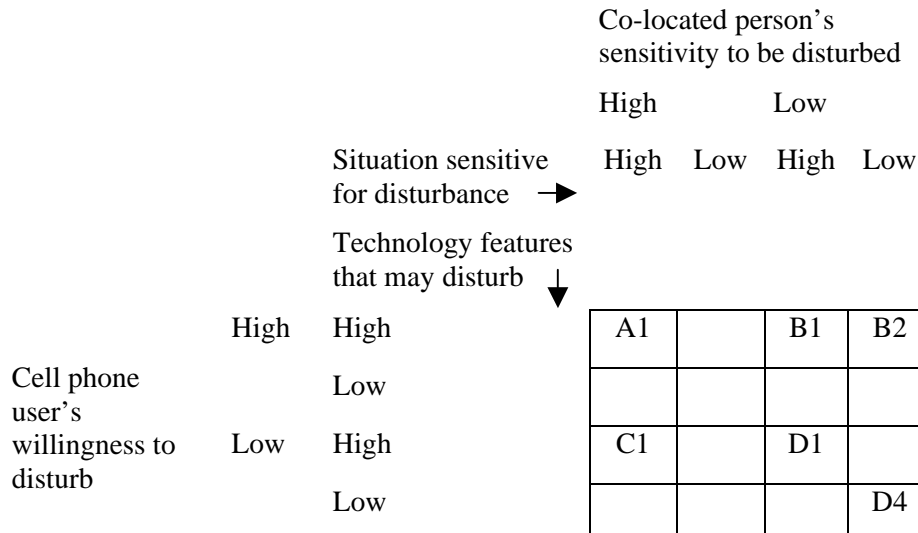 Co-located person's
sensitivity to be disturbed
High Low
Situation sensitive
for disturbance
High Low High Low
Technology features
that may disturb
High High A1 B1 B2
Cell phone
user's
willingness to
disturb
Low
Low High C1 D1
Low D4